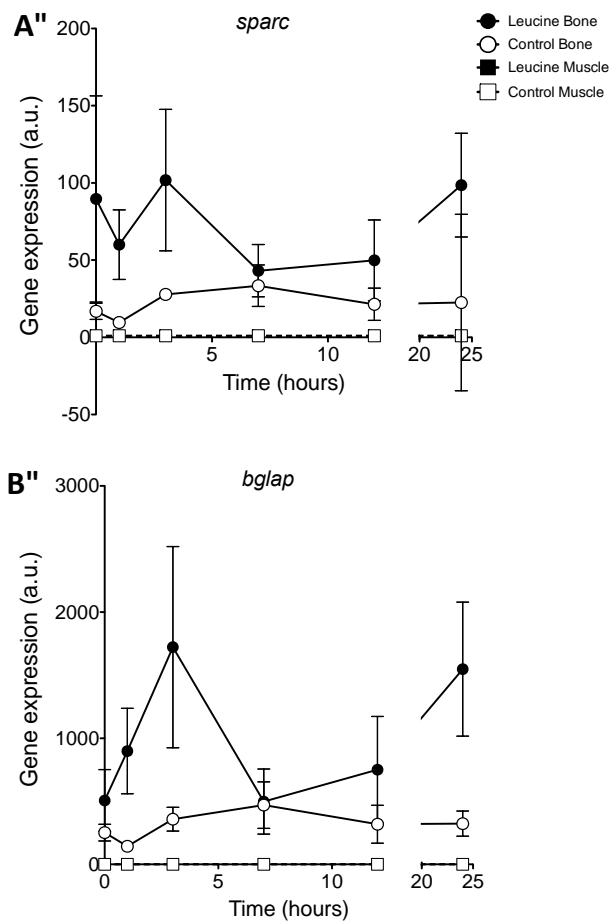 A" sparc
Leucine Bone
Control Bone
Leucine Muscle
Control Muscle
Gene expression (a.u.)
200
150
100
50
0
-50
5 10 20 25
Time (hours)
B" bglap
Gene expression (a.u.)
3000
2000
1000
0
0 5 10 20 25
Time (hours)